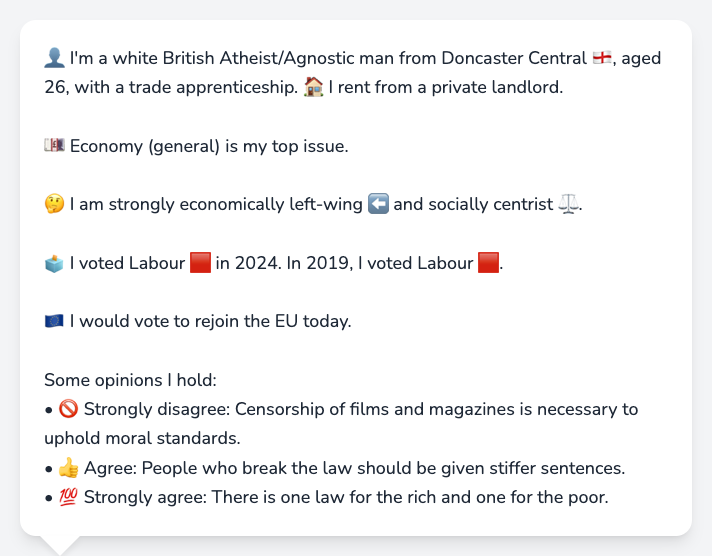 👤 I'm a white British Atheist/Agnostic man from Doncaster Central 🏴󠁧󠁢󠁥󠁮󠁧󠁿, aged
26, with a trade apprenticeship. 🏠 I rent from a private landlord.
💷 Economy (general) is my top issue.
🤔 I am strongly economically left-wing ⬅️ and socially centrist ⚖️.
🗳️ I voted Labour 🟥 in 2024. In 2019, I voted Labour 🟥.
🇪🇺 I would vote to rejoin the EU today.
Some opinions I hold:
• 🚫 Strongly disagree: Censorship of films and magazines is necessary to
uphold moral standards.
• 👍 Agree: People who break the law should be given stiffer sentences.
• 💯 Strongly agree: There is one law for the rich and one for the poor.